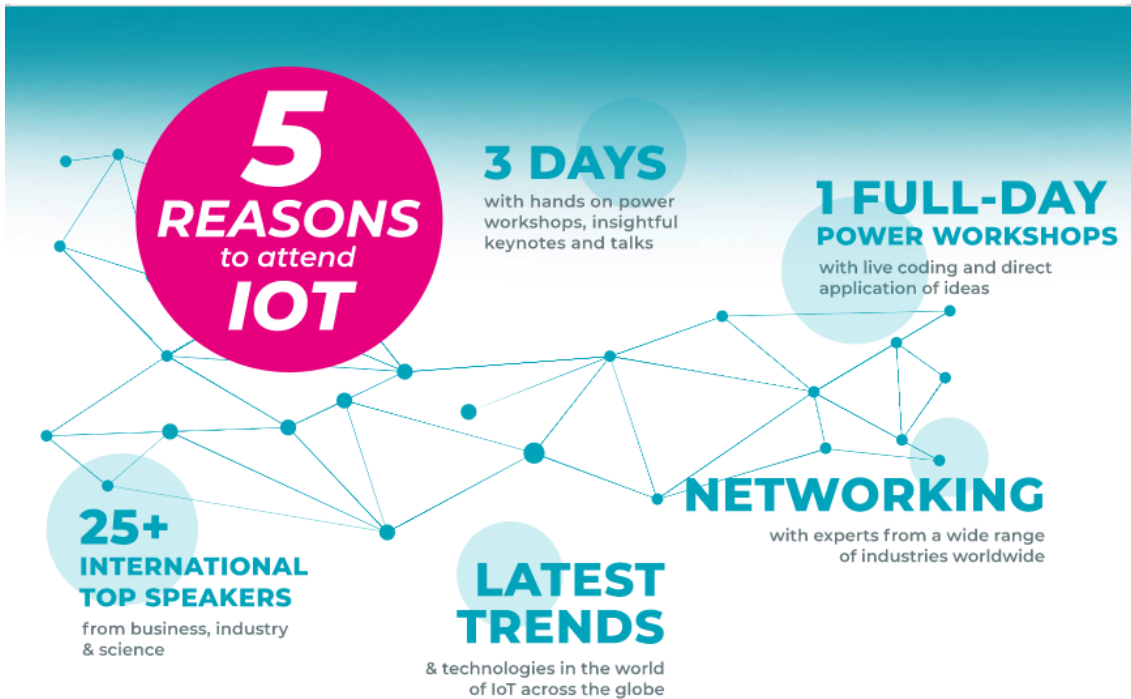 5
REASONS
to attend
IOT
3 DAYS
with hands on power
workshops, insightful
keynotes and talks
1 FULL-DAY
POWER WORKSHOPS
with live coding and direct
application of ideas
25+
INTERNATIONAL
TOP SPEAKERS
from business, industry
& science
LATEST
TRENDS
& technologies in the world
of IoT across the globe
NETWORKING
with experts from a wide range
of industries worldwide